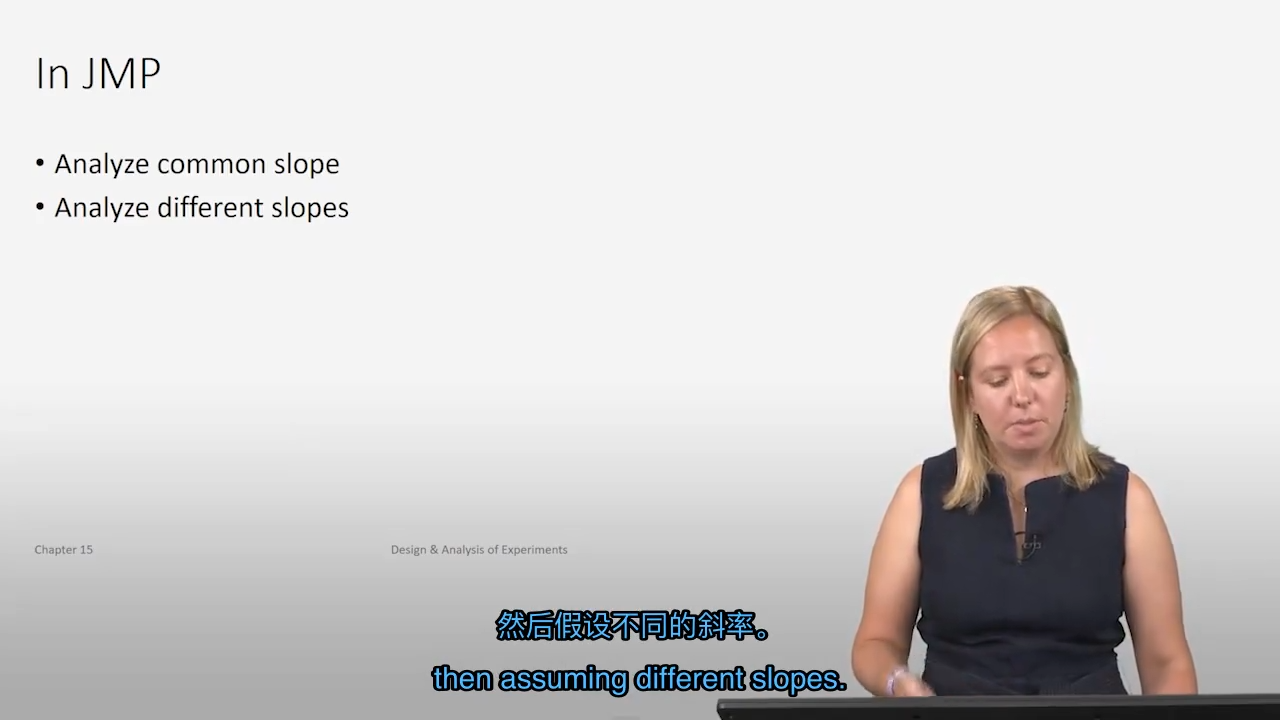 In JMP
• Analyze common slope
• Analyze different slopes
Chapter 15
Design & Analysis of Experiments
然后假设不同的斜率。
then assuming different slopes.